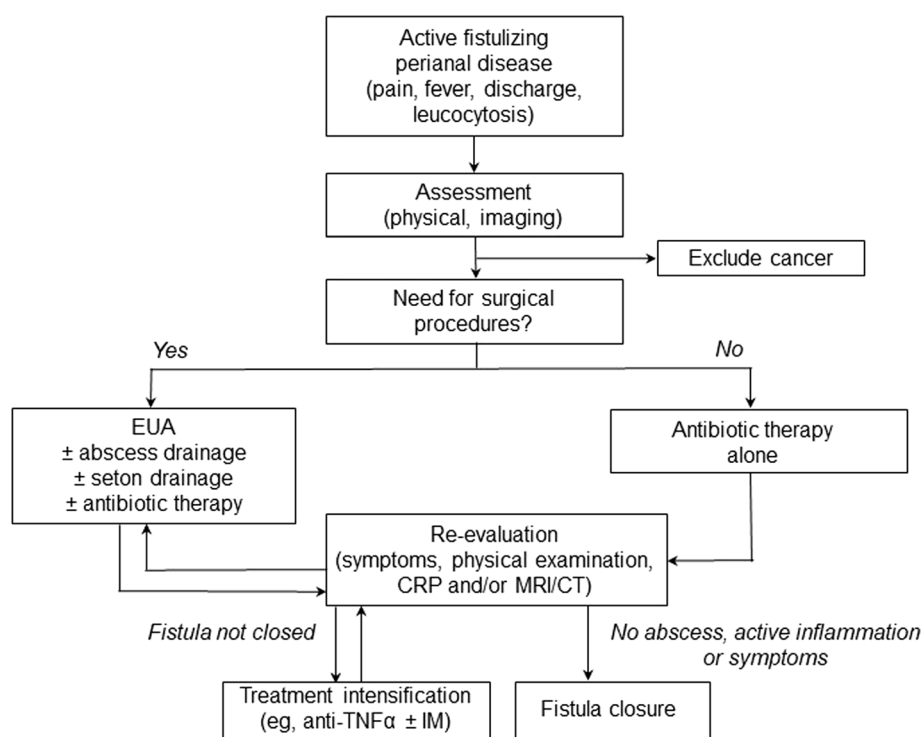 Active fistulizing
perianal disease
(pain, fever, discharge,
leucocytosis)
Assessment
(physical, imaging)
Exclude cancer
Need for surgical
procedures?
Yes
No
EUA
± abscess drainage
± seton drainage
± antibiotic therapy
Antibiotic therapy
alone
Re-evaluation
(symptoms, physical examination,
CRP and/or MRI/CT)
Fistula not closed
No abscess, active inflammation
or symptoms
Treatment intensification
(eg, anti-TNFα ± IM)
Fistula closure